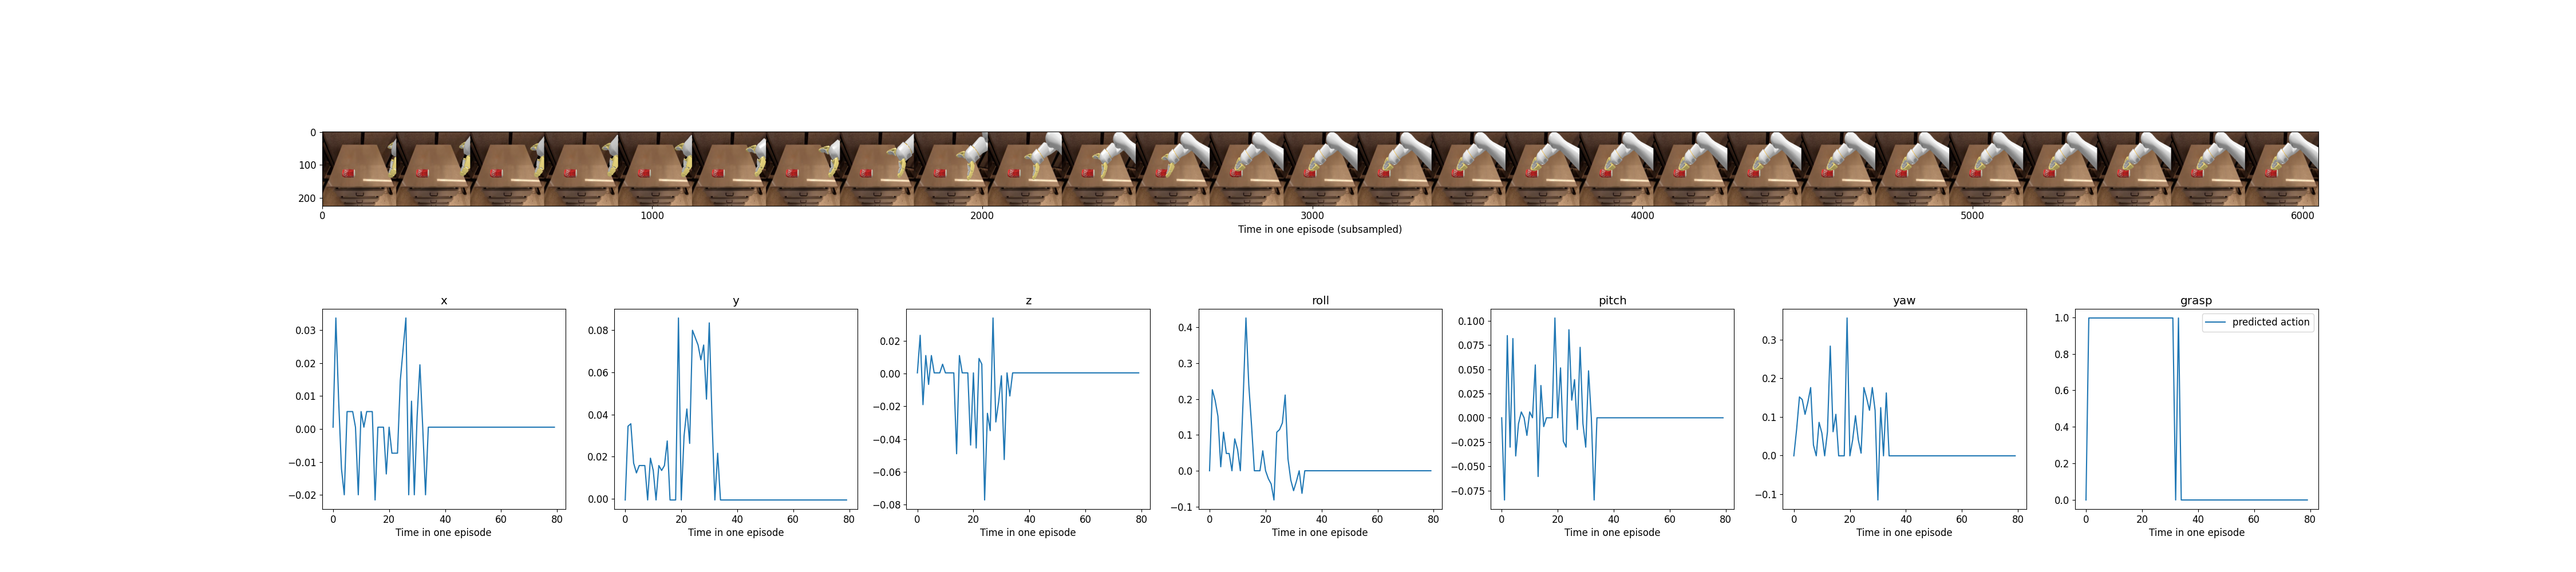 0
100
200
0 1000 2000 3000 4000 5000 6000
Time in one episode (subsampled)
x
0.03
0.02
0.01
0.00
−0.01
−0.02
0 20 40 60 80
Time in one episode
y
0.08
0.06
0.04
0.02
0.00
0 20 40 60 80
Time in one episode
z
0.02
0.00
−0.02
−0.04
−0.06
−0.08
0 20 40 60 80
Time in one episode
roll
0.4
0.3
0.2
0.1
0.0
−0.1
0 20 40 60 80
Time in one episode
pitch
0.100
0.075
0.050
0.025
0.000
−0.025
−0.050
−0.075
0 20 40 60 80
Time in one episode
yaw
0.3
0.2
0.1
0.0
−0.1
0 20 40 60 80
Time in one episode
grasp
predicted action
1.0
0.8
0.6
0.4
0.2
0.0
0 20 40 60 80
Time in one episode